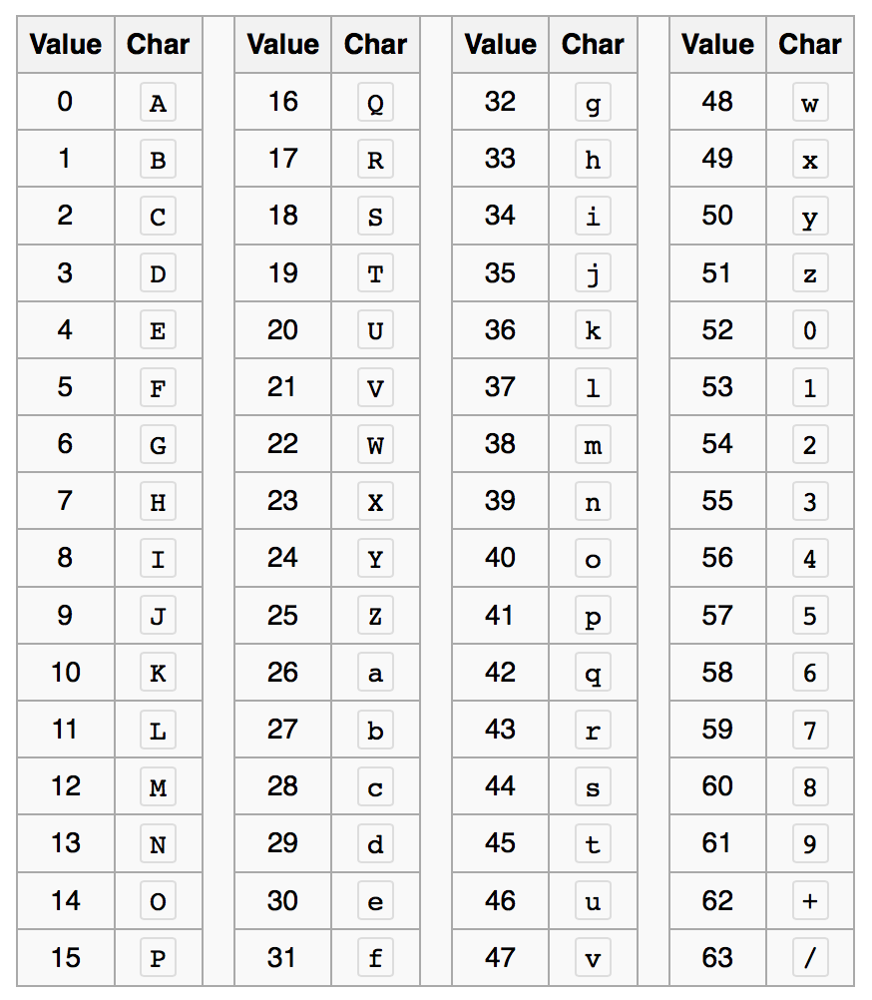 Value Char Value Char Value Char Value Char
0 A 16 Q 32 g 48 w
1 B 17 R 33 h 49 x
2 C 18 S 34 i 50 y
3 D 19 T 35 j 51 z
4 E 20 U 36 k 52 0
5 F 21 V 37 l 53 1
6 G 22 W 38 m 54 2
7 H 23 X 39 n 55 3
8 I 24 Y 40 o 56 4
9 J 25 Z 41 p 57 5
10 K 26 a 42 q 58 6
11 L 27 b 43 r 59 7
12 M 28 c 44 s 60 8
13 N 29 d 45 t 61 9
14 O 30 e 46 u 62 +
15 P 31 f 47 v 63 /